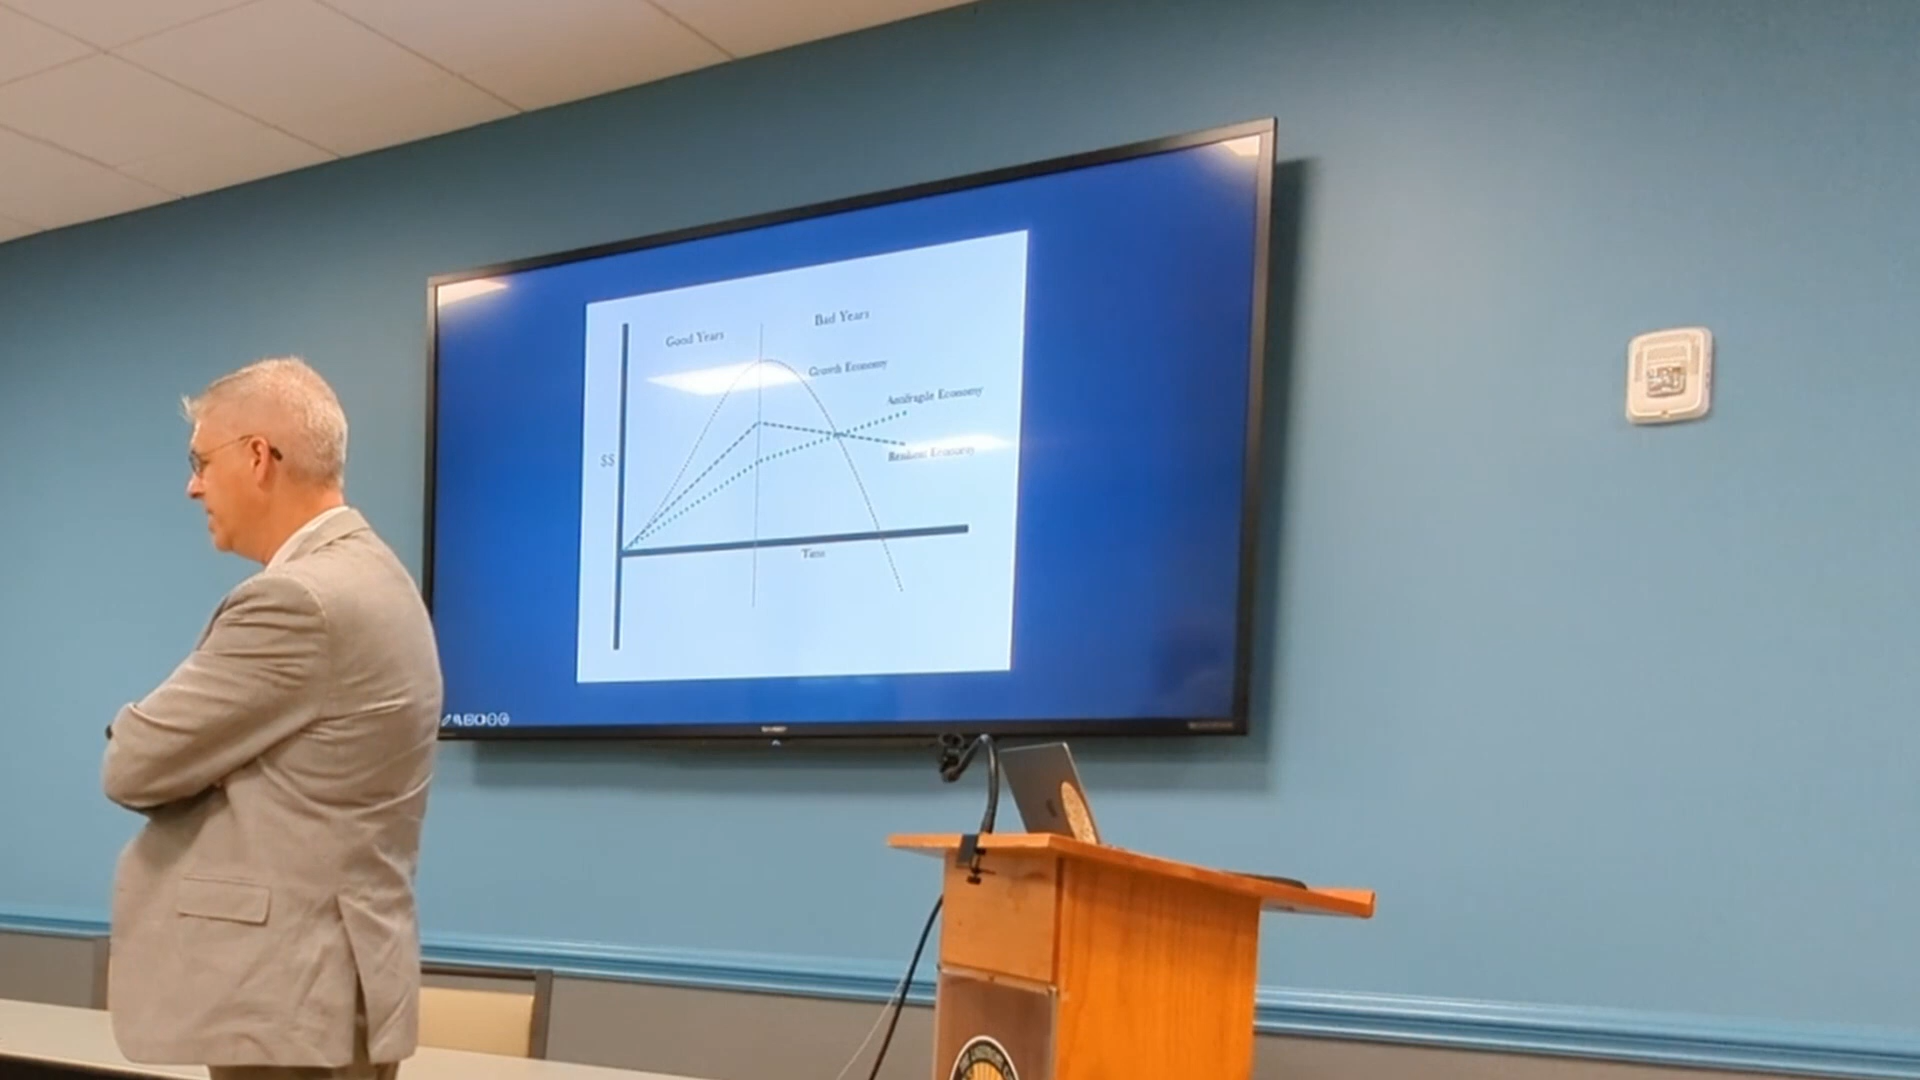 Good Years
Bad Years
Growth Economy
Antifragile Economy
$$
Resilient Economy
Time